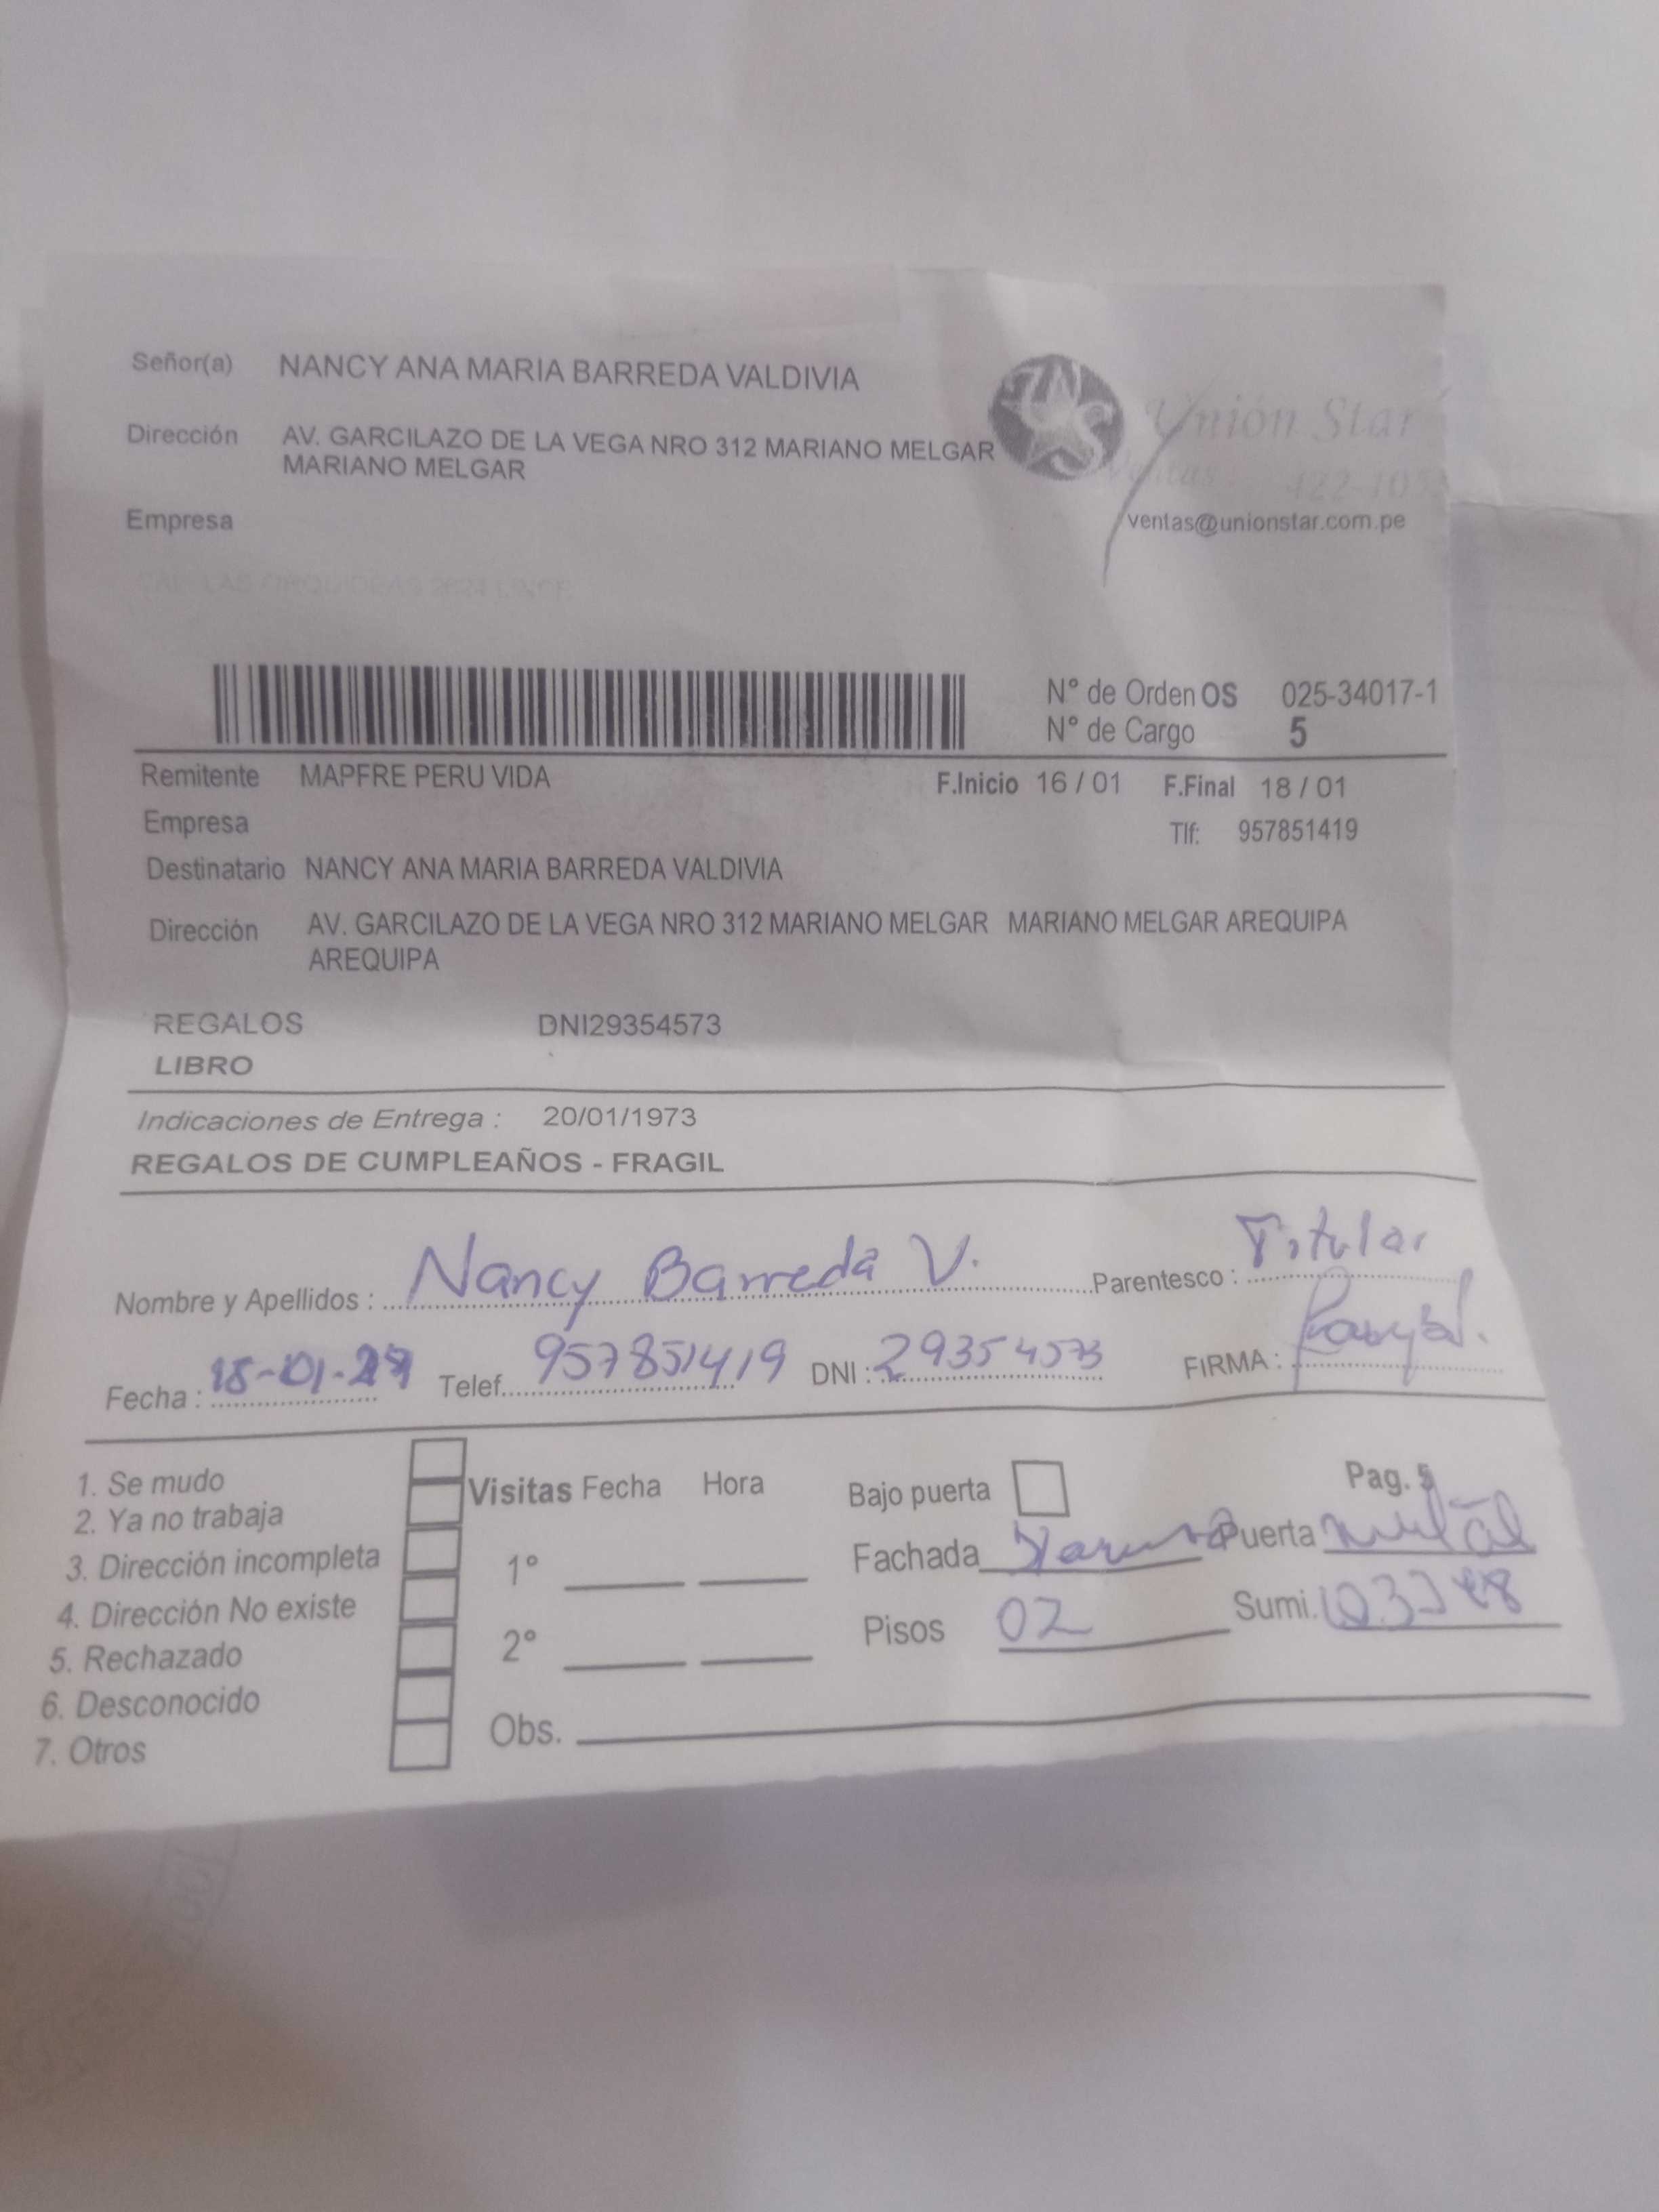 Señor(a) NANCY ANA MARIA BARREDA VALDIVIA
Unión Star
Dirección AV. GARCILAZO DE LA VEGA NRO 312 MARIANO MELGAR
MARIANO MELGAR
Ventas: 422-105
Empresa
ventas@unionstar.com.pe
N° de Orden OS 025-34017-1
N° de Cargo 5
Remitente MAPFRE PERU VIDA F.Inicio 16 / 01 F.Final 18 / 01
Empresa Tlf: 957851419
Destinatario NANCY ANA MARIA BARREDA VALDIVIA
Dirección AV. GARCILAZO DE LA VEGA NRO 312 MARIANO MELGAR MARIANO MELGAR AREQUIPA
AREQUIPA
REGALOS DNI29354573
LIBRO
Indicaciones de Entrega : 20/01/1973
REGALOS DE CUMPLEAÑOS - FRAGIL
Nombre y Apellidos : Nancy Barreda V. Parentesco : Titular
Fecha : Telef. 957851419 DNI : 29354573 FIRMA :
1. Se mudo
2. Ya no trabaja
3. Dirección incompleta
4. Dirección No existe
5. Rechazado
6. Desconocido
7. Otros
Visitas Fecha Hora
1°
2°
Obs.
Bajo puerta Pag. 5
Fachada Puerta
Pisos 02 Sumi.